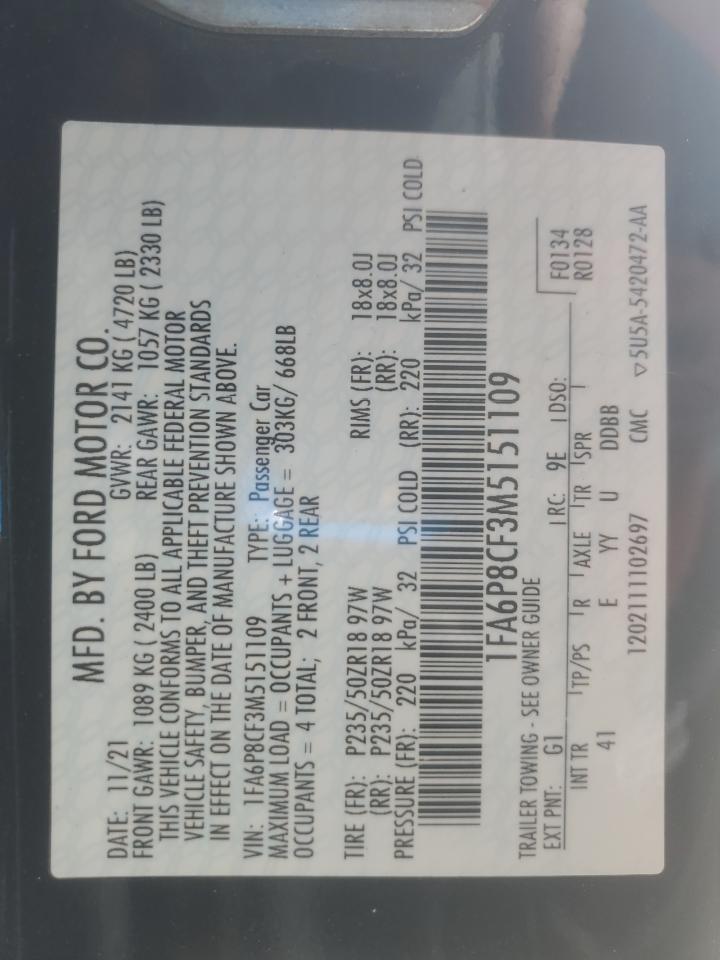 MFD. BY FORD MOTOR CO.
DATE: 11/21 GVWR: 2141 KG ( 4720 LB)
FRONT GAWR: 1089 KG ( 2400 LB) REAR GAWR: 1057 KG ( 2330 LB)
THIS VEHICLE CONFORMS TO ALL APPLICABLE FEDERAL MOTOR
VEHICLE SAFETY, BUMPER, AND THEFT PREVENTION STANDARDS
IN EFFECT ON THE DATE OF MANUFACTURE SHOWN ABOVE.
VIN: 1FA6P8CF3M5151109 TYPE: Passenger Car
MAXIMUM LOAD = OCCUPANTS + LUGGAGE = 303KG/ 668LB
OCCUPANTS = 4 TOTAL; 2 FRONT, 2 REAR
TIRE (FR): P235/50ZR18 97W RIMS (FR): 18x8.0J
(RR): P235/50ZR18 97W (RR): 18x8.0J
PRESSURE (FR): 220 kPa/ 32 PSI COLD (RR): 220 kPa/ 32 PSI COLD
1FA6P8CF3M5151109
TRAILER TOWING - SEE OWNER GUIDE F0134
EXT PNT: G1 RC: 9E DSO: R0128
INT TR TP/PS R AXLE TR SPR
41 E YY U DDBB
1202111102697 CMC ▽5U5A-5420472-AA